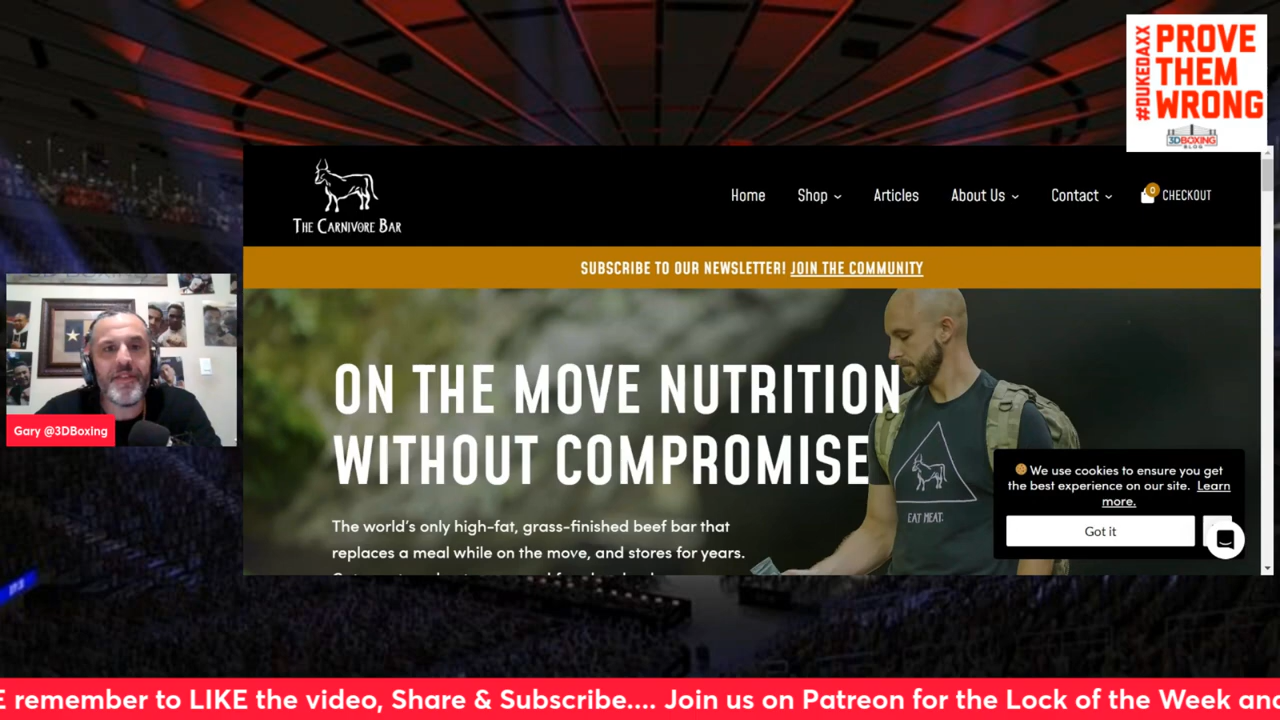 #DUKEDAXX
PROVE
THEM
WRONG
3DBOXING
BLOG
THE CARNIVORE BAR
Home
Shop
Articles
About Us
Contact
0
CHECKOUT
SUBSCRIBE TO OUR NEWSLETTER! JOIN THE COMMUNITY
ON THE MOVE NUTRITION
WITHOUT COMPROMISE
The world's only high-fat, grass-finished beef bar that
replaces a meal while on the move, and stores for years.
EAT MEAT.
We use cookies to ensure you get
the best experience on our site. Learn
more.
Got it
Gary @3DBoxing
E remember to LIKE the video, Share & Subscribe.... Join us on Patreon for the Lock of the Week and